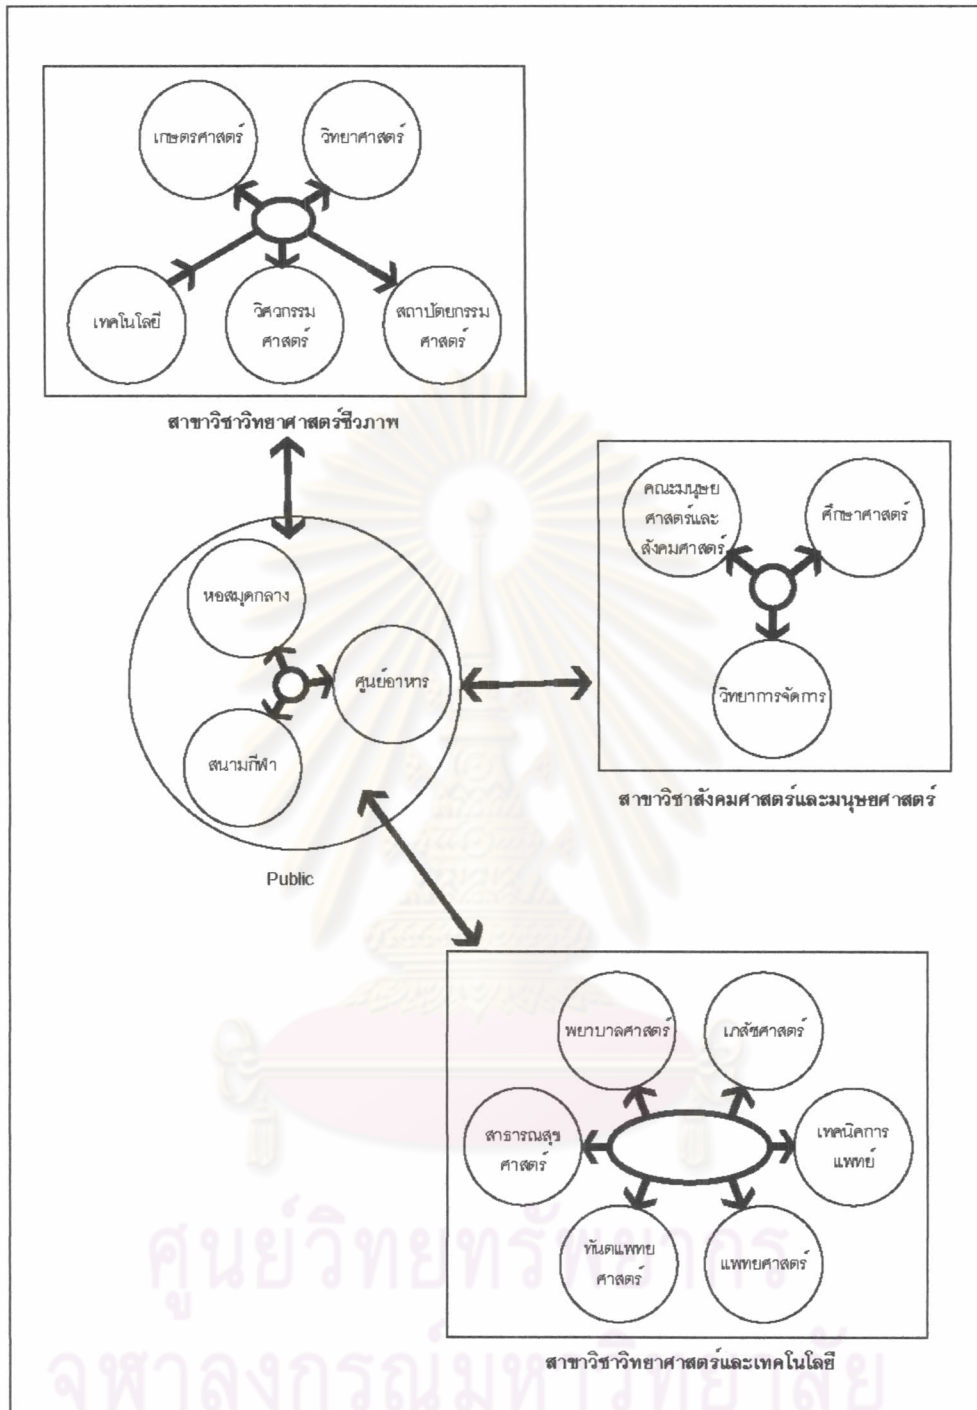 เกษตรศาสตร์
วิทยาศาสตร์
เทคโนโลยี
วิศวกรรม
ศาสตร์
สถาปัตยกรรม
ศาสตร์
สาขาวิชาวิทยาศาสตร์ชีวภาพ
คณะมนุษย
ศาสตร์และ
สังคมศาสตร์
ศึกษาศาสตร์
วิทยาการจัดการ
สาขาวิชาสังคมศาสตร์และมนุษยศาสตร์
หอสมุดกลาง
ศูนย์อาหาร
สนามกีฬา
Public
พยาบาลศาสตร์
เภสัชศาสตร์
สาธารณสุข
ศาสตร์
เทคนิคการ
แพทย์
ทันตแพทย
ศาสตร์
แพทยศาสตร์
สาขาวิชาวิทยาศาสตร์และเทคโนโลยี
ศูนย์วิทยทรัพยากร
จุฬาลงกรณ์มหาวิทยาลัย